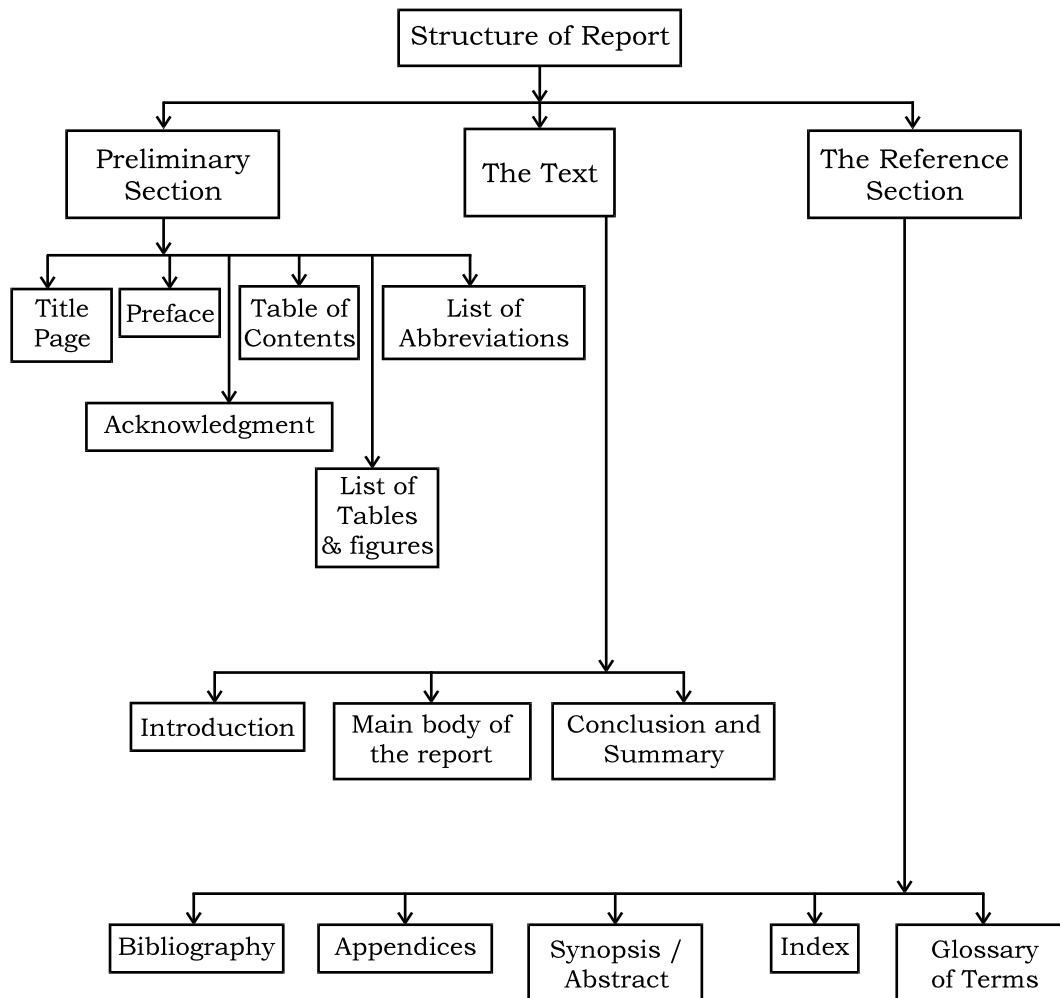 Structure of Report
Preliminary
Section
The Text
The Reference
Section
Title
Page
Preface
Table of
Contents
List of
Abbreviations
Acknowledgment
List of
Tables
& figures
Introduction
Main body of
the report
Conclusion and
Summary
Bibliography
Appendices
Synopsis /
Abstract
Index
Glossary
of Terms